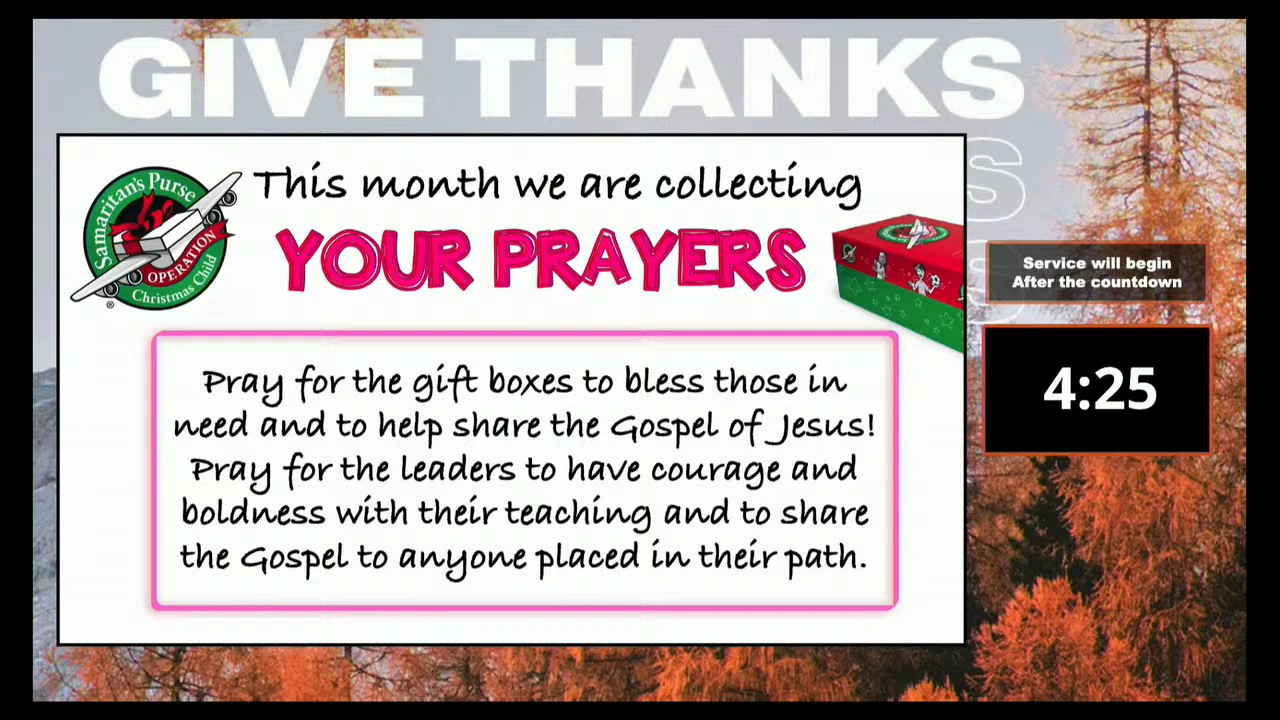 GIVE THANKS
S
S
Samaritan's Purse
OPERATION
Christmas Child
®
This month we are collecting
YOUR PRAYERS
Service will begin
After the countdown
4:25
Pray for the gift boxes to bless those in
need and to help share the Gospel of Jesus!
Pray for the leaders to have courage and
boldness with their teaching and to share
the Gospel to anyone placed in their path.